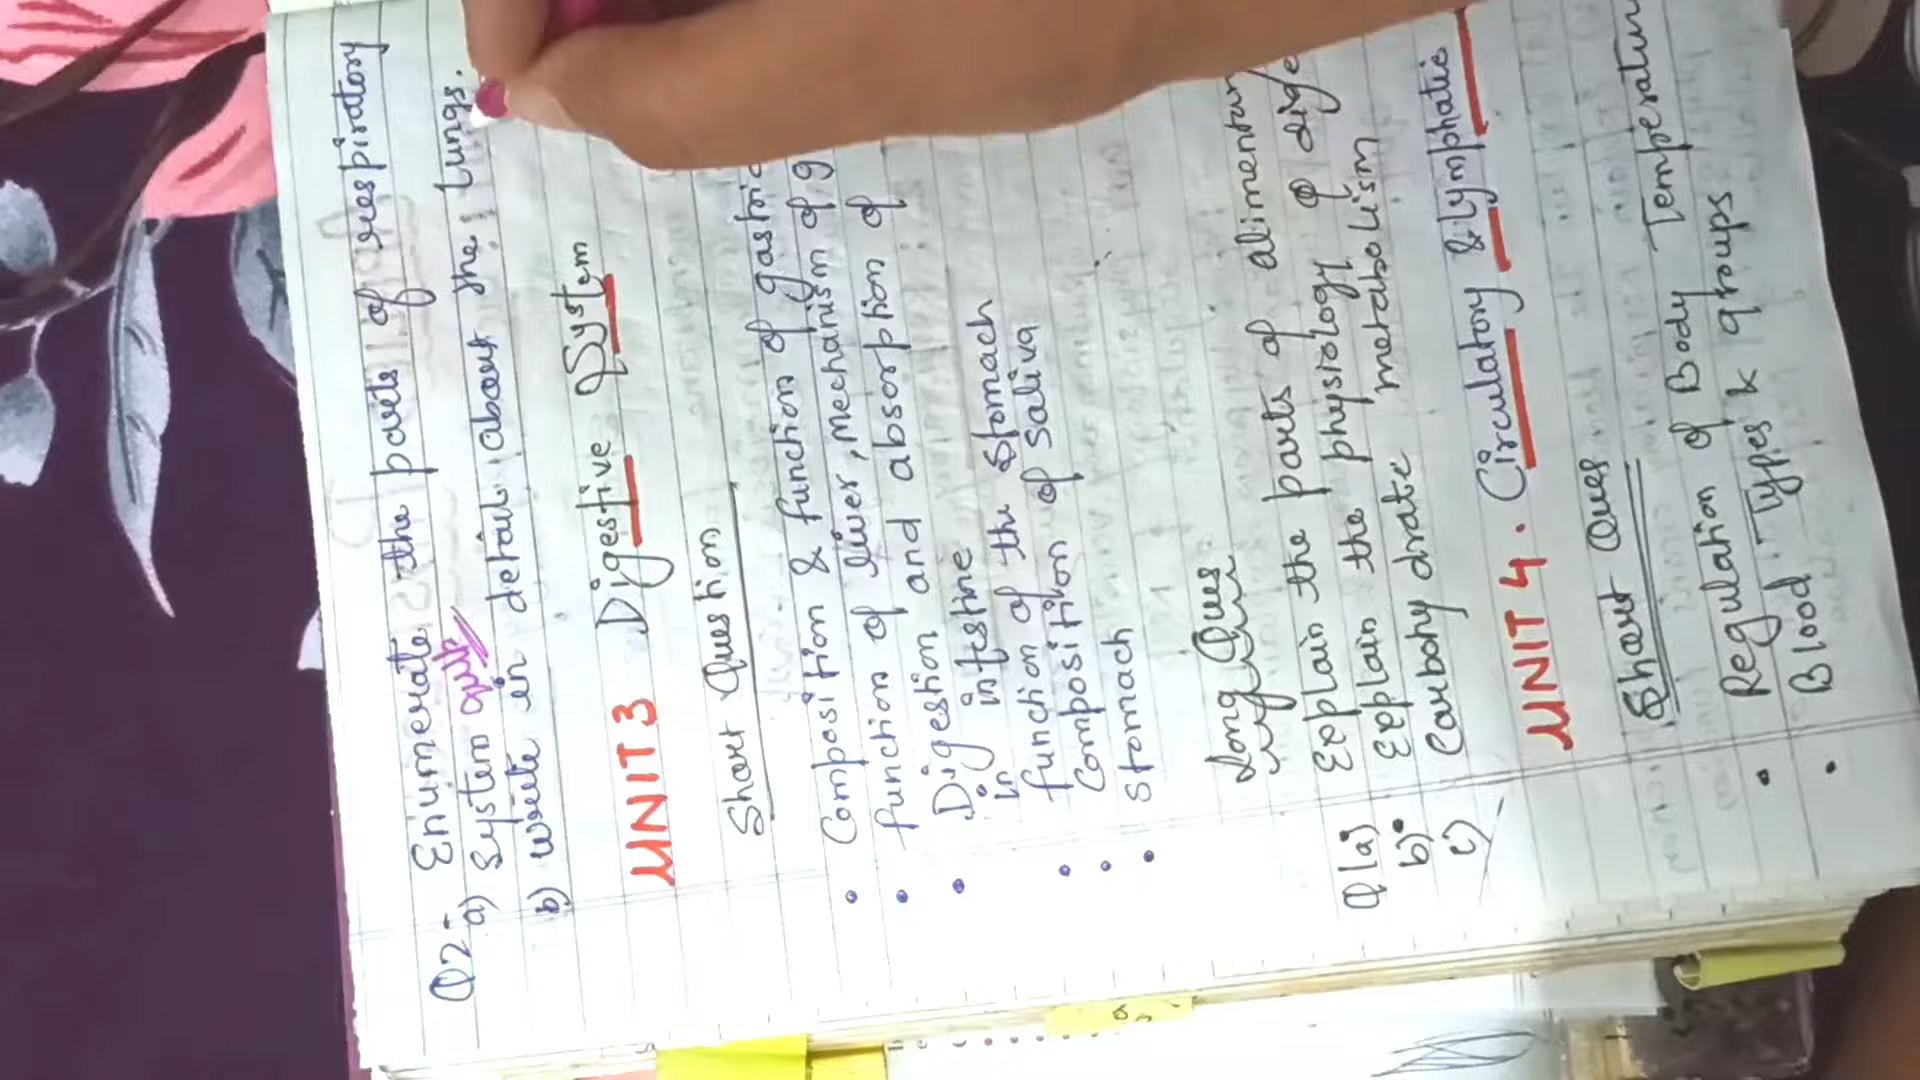 Q2- Enumerate the parts of respiratory
a) System
b) write in detail about the lungs.
UNIT 3 Digestive System
Short Question
• Composition & function of gastric
• function of liver, Mechanism of
• Digestion and absorption of
in intestine
• function of the Stomach
• Composition of Saliva
• Stomach
Long Ques
Q1a) Explain the parts of alimentary
b) Explain the physiology of
c) Carbohydrate metabolism
UNIT 4. Circulatory & Lymphatic
Short Ques
• Regulation of Body Temperature
• Blood Types & groups